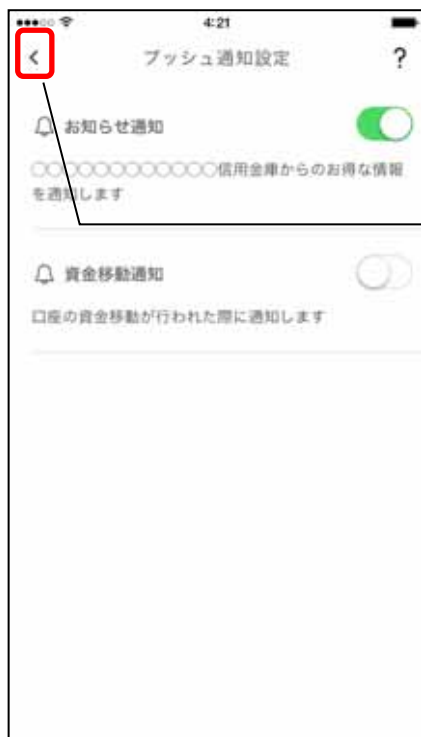 4:21
< プッシュ通知設定 ?
お知らせ通知
○○○○○○○○○○○○信用金庫からのお得な情報
を通知します
資金移動通知
口座の資金移動が行われた際に通知します